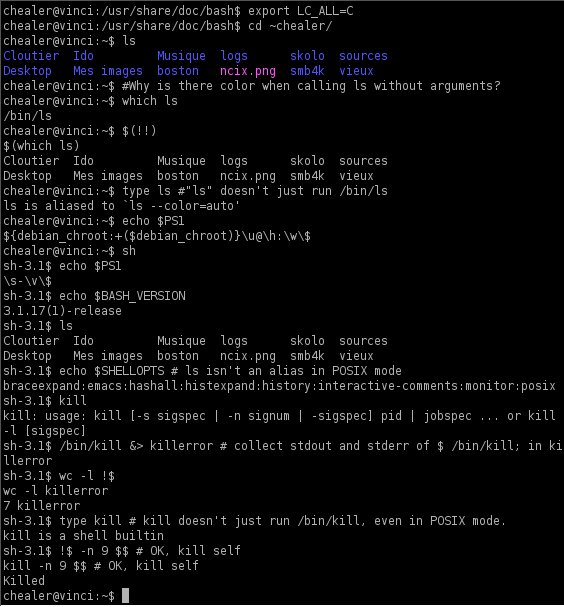 chealer@vinci:/usr/share/doc/bash$ export LC_ALL=C
chealer@vinci:/usr/share/doc/bash$ cd ~chealer/
chealer@vinci:~$ ls
Cloutier  Ido         Musique  logs      skolo  sources
Desktop   Mes images  boston   ncix.png  smb4k  vieux
chealer@vinci:~$ #Why is there color when calling ls without arguments?
chealer@vinci:~$ which ls
/bin/ls
chealer@vinci:~$ $(!!)
$(which ls)
Cloutier  Ido         Musique  logs      skolo  sources
Desktop   Mes images  boston   ncix.png  smb4k  vieux
chealer@vinci:~$ type ls #"ls" doesn't just run /bin/ls
ls is aliased to `ls --color=auto'
chealer@vinci:~$ echo $PS1
${debian_chroot:+($debian_chroot)}\u@\h:\w\$
chealer@vinci:~$ sh
sh-3.1$ echo $PS1
\s-\v\$
sh-3.1$ echo $BASH_VERSION
3.1.17(1)-release
sh-3.1$ ls
Cloutier  Ido         Musique  logs      skolo  sources
Desktop   Mes images  boston   ncix.png  smb4k  vieux
sh-3.1$ echo $SHELLOPTS # ls isn't an alias in POSIX mode
braceexpand:emacs:hashall:histexpand:history:interactive-comments:monitor:posix
sh-3.1$ kill
kill: usage: kill [-s sigspec | -n signum | -sigspec] pid | jobspec ... or kill
-l [sigspec]
sh-3.1$ /bin/kill &> killerror # collect stdout and stderr of $ /bin/kill; in ki
llerror
sh-3.1$ wc -l !$
wc -l killerror
7 killerror
sh-3.1$ type kill # kill doesn't just run /bin/kill, even in POSIX mode.
kill is a shell builtin
sh-3.1$ !$ -n 9 $$ # OK, kill self
kill -n 9 $$ # OK, kill self
Killed
chealer@vinci:~$